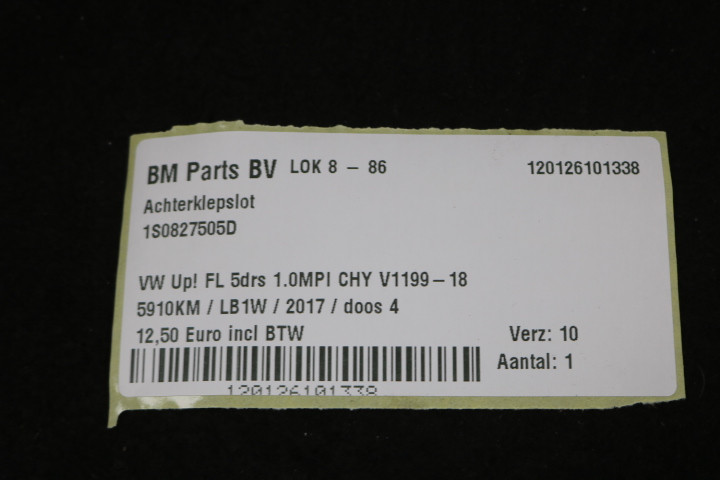 BM Parts BV LOK 8 – 86 120126101338
Achterklepslot
1S0827505D
VW Up! FL 5drs 1.0MPI CHY V1199–18
5910KM / LB1W / 2017 / doos 4
12,50 Euro incl BTW Verz: 10
Aantal: 1
120126101338